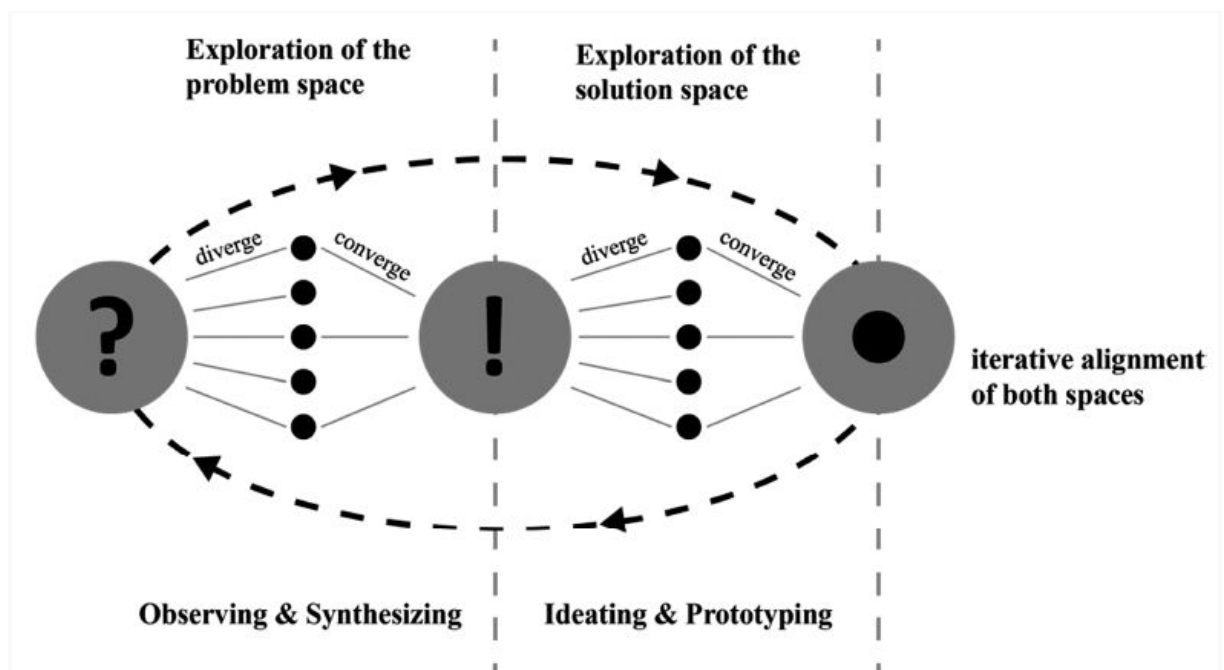 Exploration of the
problem space
Exploration of the
solution space
diverge
converge
diverge
converge
?
!
iterative alignment
of both spaces
Observing & Synthesizing
Ideating & Prototyping